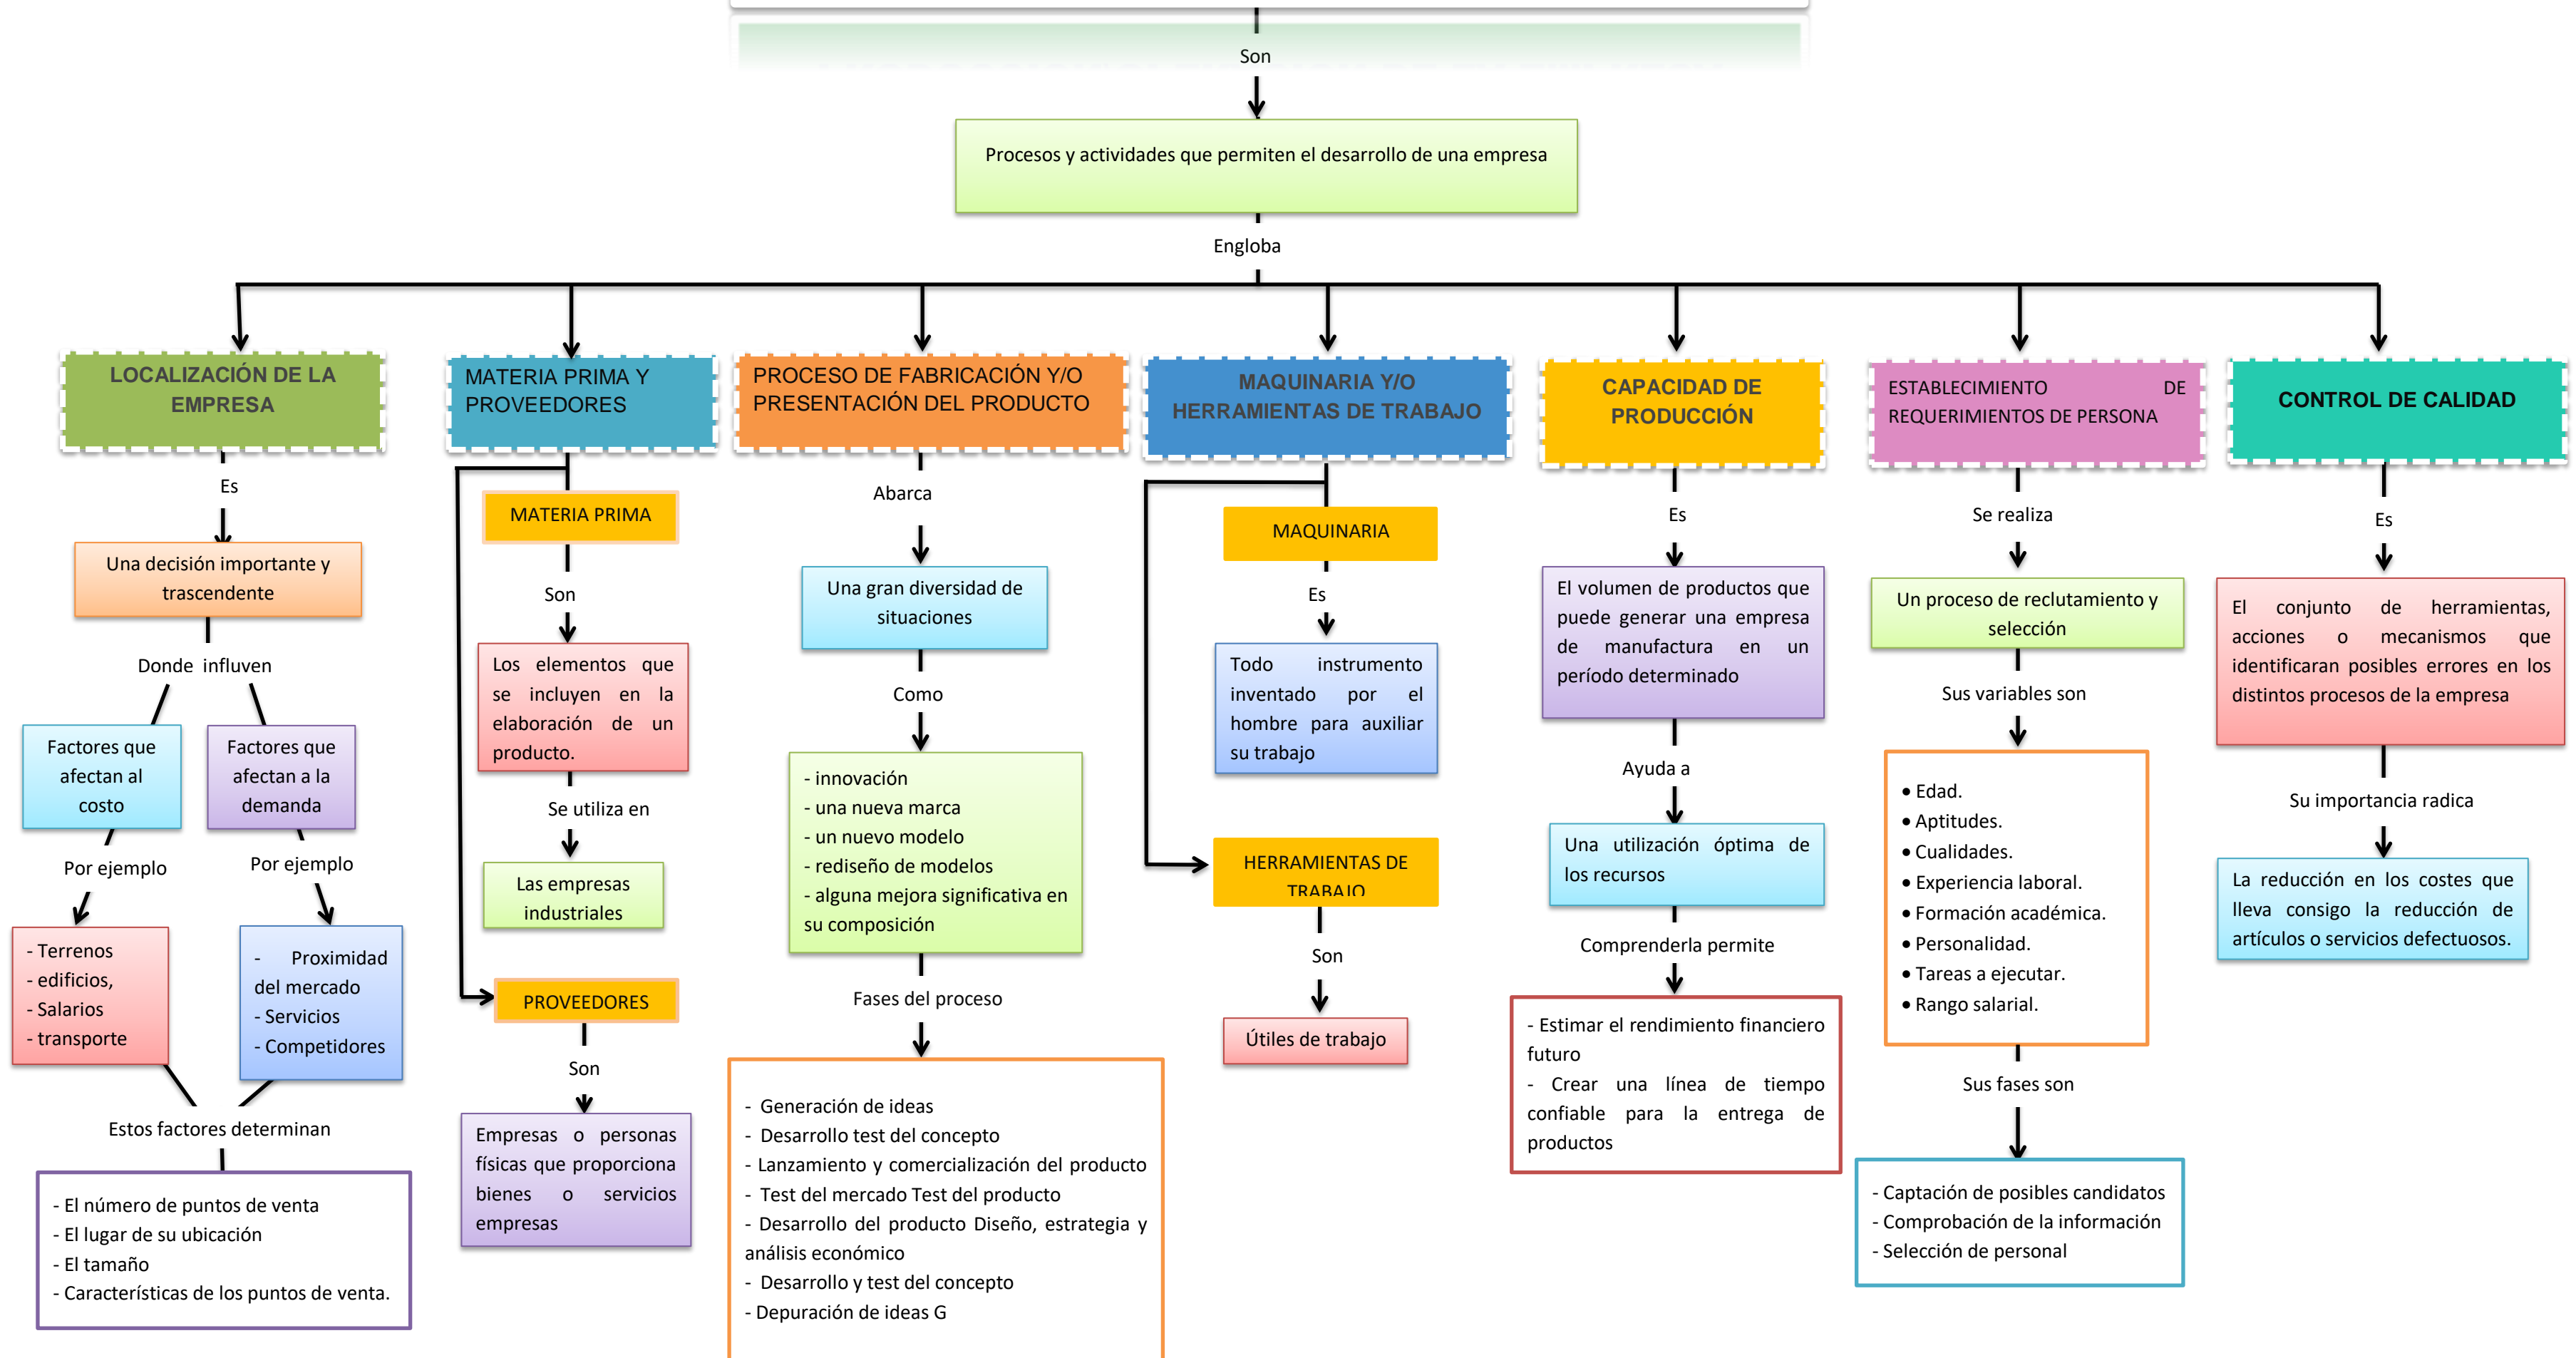 Son
Procesos y actividades que permiten el desarrollo de una empresa
Engloba
LOCALIZACIÓN DE LA
EMPRESA
Es
Una decisión importante y
trascendente
Donde influyen
Factores que
afectan al
costo
Factores que
afectan a la
demanda
Por ejemplo
Por ejemplo
- Terrenos
- edificios,
- Salarios
- transporte
- Proximidad
del mercado
- Servicios
- Competidores
Estos factores determinan
- El número de puntos de venta
- El lugar de su ubicación
- El tamaño
- Características de los puntos de venta.
MATERIA PRIMA Y
PROVEEDORES
MATERIA PRIMA
Son
Los elementos que
se incluyen en la
elaboración de un
producto.
Se utiliza en
Las empresas
industriales
PROVEEDORES
Son
Empresas o personas
físicas que proporciona
bienes o servicios
empresas
PROCESO DE FABRICACIÓN Y/O
PRESENTACIÓN DEL PRODUCTO
Abarca
Una gran diversidad de
situaciones
Como
- innovación
- una nueva marca
- un nuevo modelo
- rediseño de modelos
- alguna mejora significativa en
su composición
Fases del proceso
- Generación de ideas
- Desarrollo test del concepto
- Lanzamiento y comercialización del producto
- Test del mercado Test del producto
- Desarrollo del producto Diseño, estrategia y
análisis económico
- Desarrollo y test del concepto
- Depuración de ideas G
MAQUINARIA Y/O
HERRAMIENTAS DE TRABAJO
MAQUINARIA
Es
Todo instrumento
inventado por el
hombre para auxiliar
su trabajo
HERRAMIENTAS DE
TRABAJO
Son
Útiles de trabajo
CAPACIDAD DE
PRODUCCIÓN
Es
El volumen de productos que
puede generar una empresa
de manufactura en un
período determinado
Ayuda a
Una utilización óptima de
los recursos
Comprenderla permite
- Estimar el rendimiento financiero
futuro
- Crear una línea de tiempo
confiable para la entrega de
productos
ESTABLECIMIENTO DE
REQUERIMIENTOS DE PERSONA
Se realiza
Un proceso de reclutamiento y
selección
Sus variables son
• Edad.
• Aptitudes.
• Cualidades.
• Experiencia laboral.
• Formación académica.
• Personalidad.
• Tareas a ejecutar.
• Rango salarial.
Sus fases son
- Captación de posibles candidatos
- Comprobación de la información
- Selección de personal
CONTROL DE CALIDAD
Es
El conjunto de herramientas,
acciones o mecanismos que
identificaran posibles errores en los
distintos procesos de la empresa
Su importancia radica
La reducción en los costes que
lleva consigo la reducción de
artículos o servicios defectuosos.